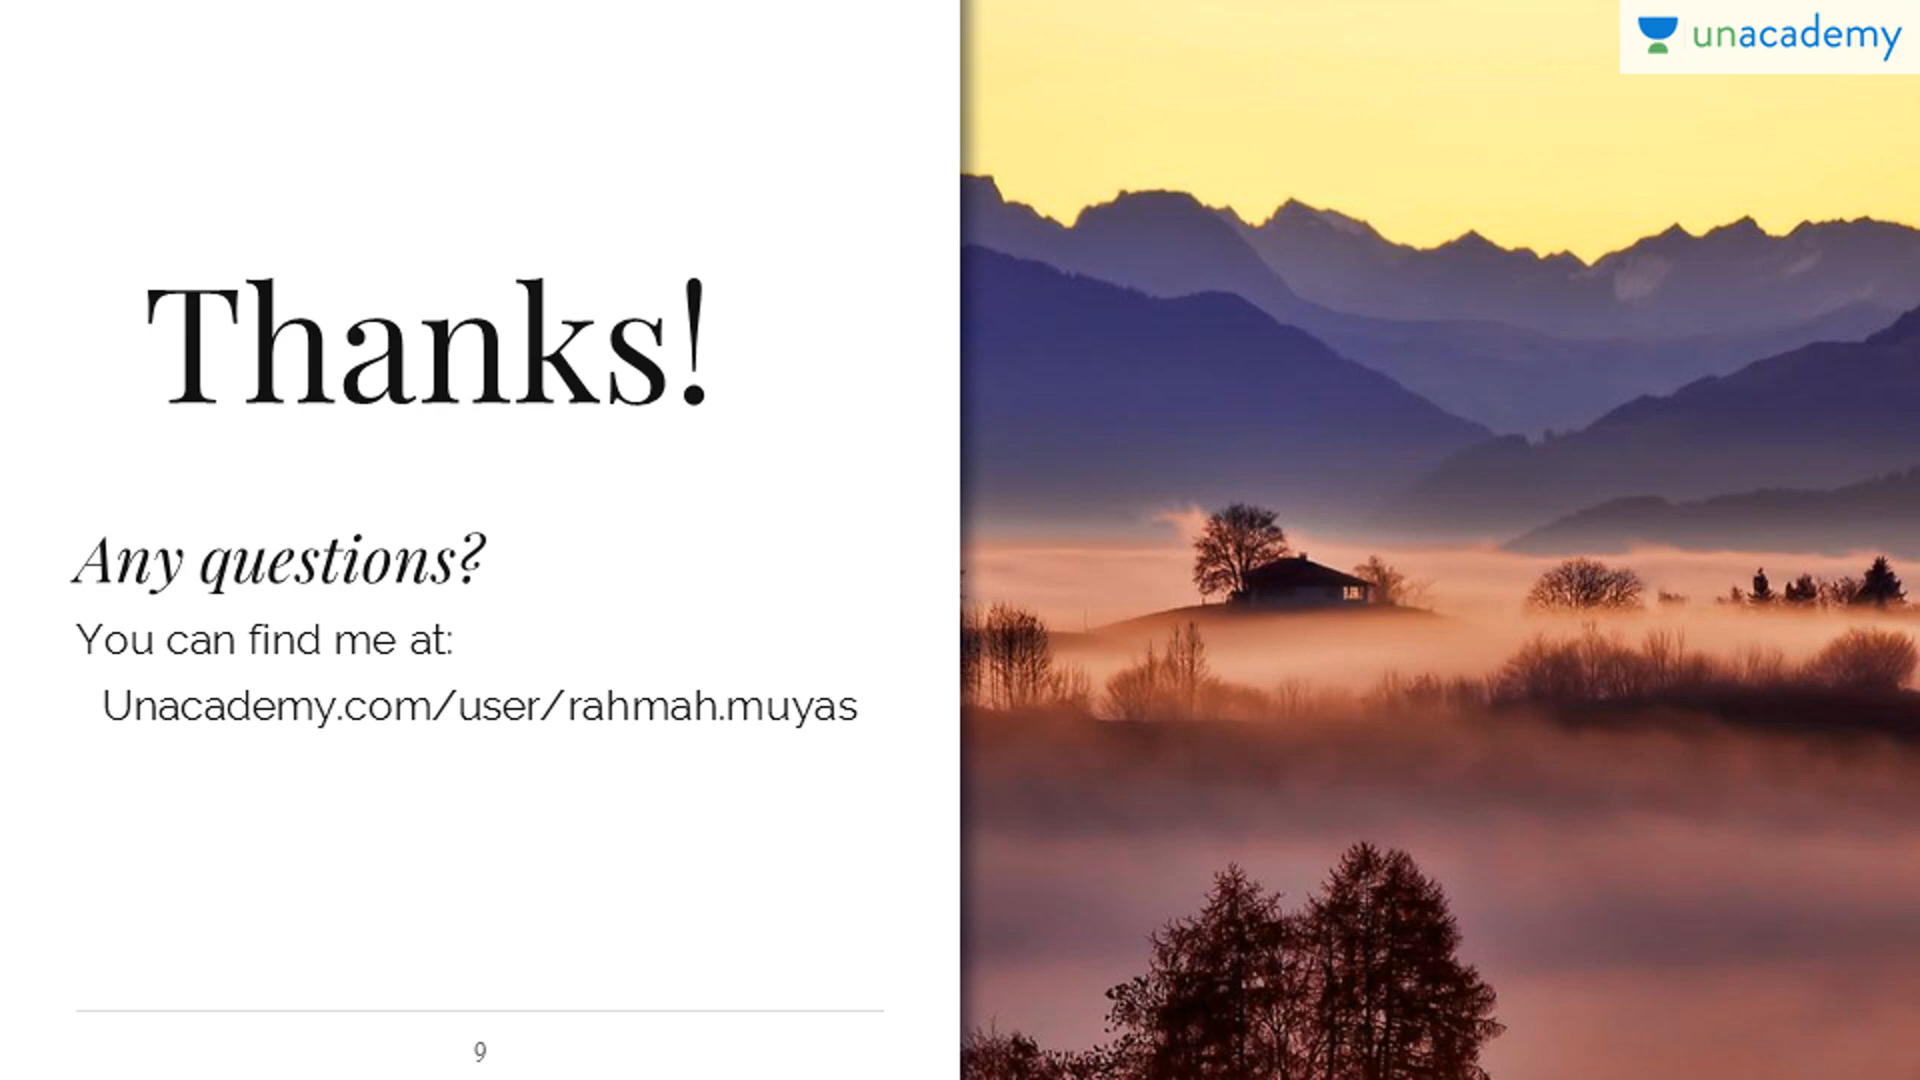 unacademy
Thanks!
Any questions?
You can find me at:
Unacademy.com/user/rahmah.muyas
9